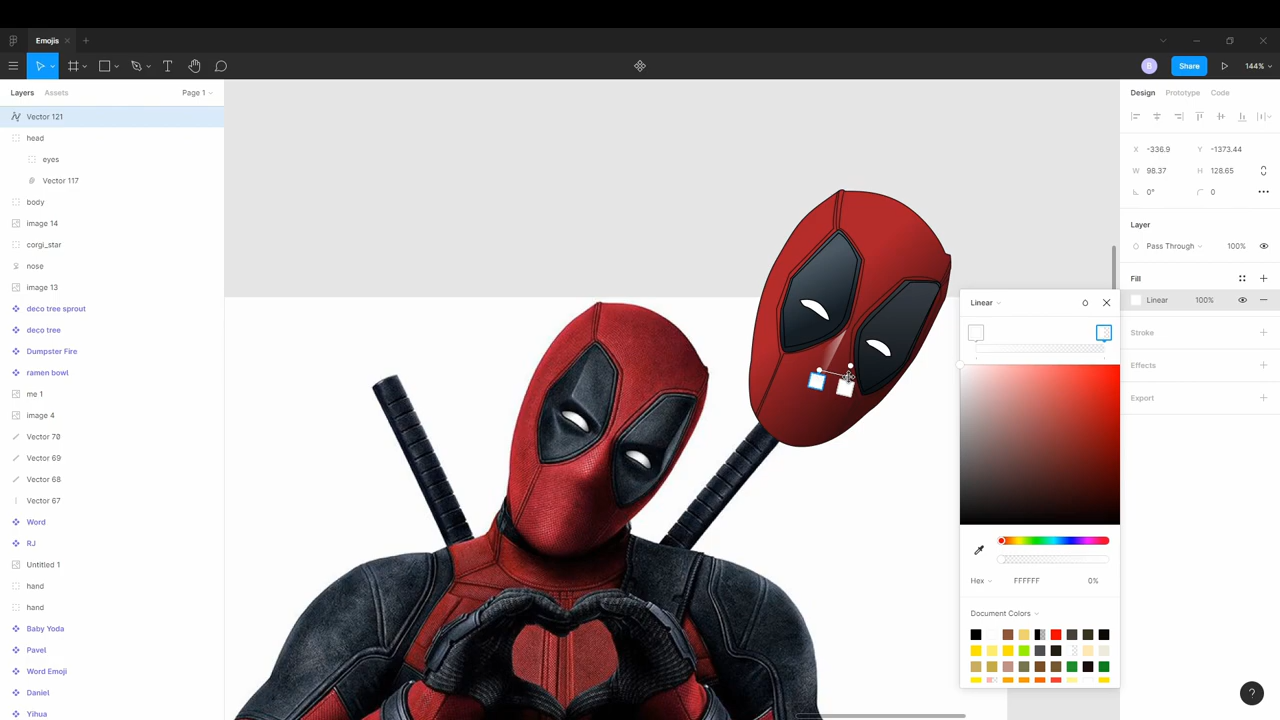 Emojis
B
Share
144%
Layers
Assets
Page 1
Vector 121
head
eyes
Vector 117
body
image 14
corgi_star
nose
image 13
deco tree sprout
deco tree
Dumpster Fire
ramen bowl
me 1
image 4
Vector 70
Vector 69
Vector 68
Vector 67
Word
RJ
Untitled 1
hand
hand
Baby Yoda
Pavel
Word Emoji
Daniel
Yihua
Design
Prototype
Code
X -336.9 Y -1373.44
W 98.37 H 128.65
0° 0
Layer
Pass Through 100%
Fill
Linear 100%
Stroke
Effects
Export
Linear
Hex FFFFFF 0%
Document Colors
?